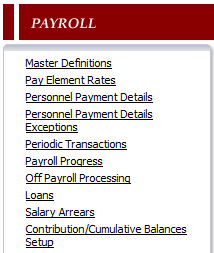 PAYROLL
Master Definitions
Pay Element Rates
Personnel Payment Details
Personnel Payment Details
Exceptions
Periodic Transactions
Payroll Progress
Off Payroll Processing
Loans
Salary Arrears
Contribution/Cumulative Balances
Setup